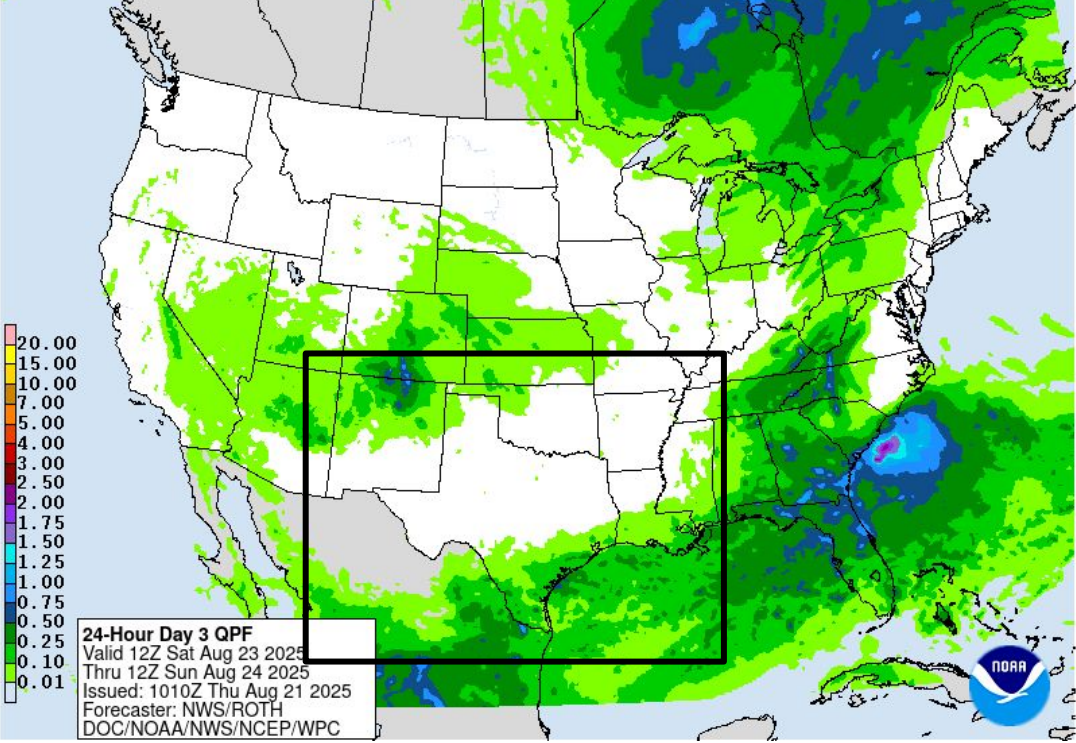 20.00
15.00
10.00
7.00
5.00
4.00
3.00
2.50
2.00
1.75
1.50
1.25
1.00
0.75
0.50
0.25
0.10
0.01
24-Hour Day 3 QPF
Valid 12Z Sat Aug 23 2025
Thru 12Z Sun Aug 24 2025
Issued: 1010Z Thu Aug 21 2025
Forecaster: NWS/ROTH
DOC/NOAA/NWS/NCEP/WPC
NOAA